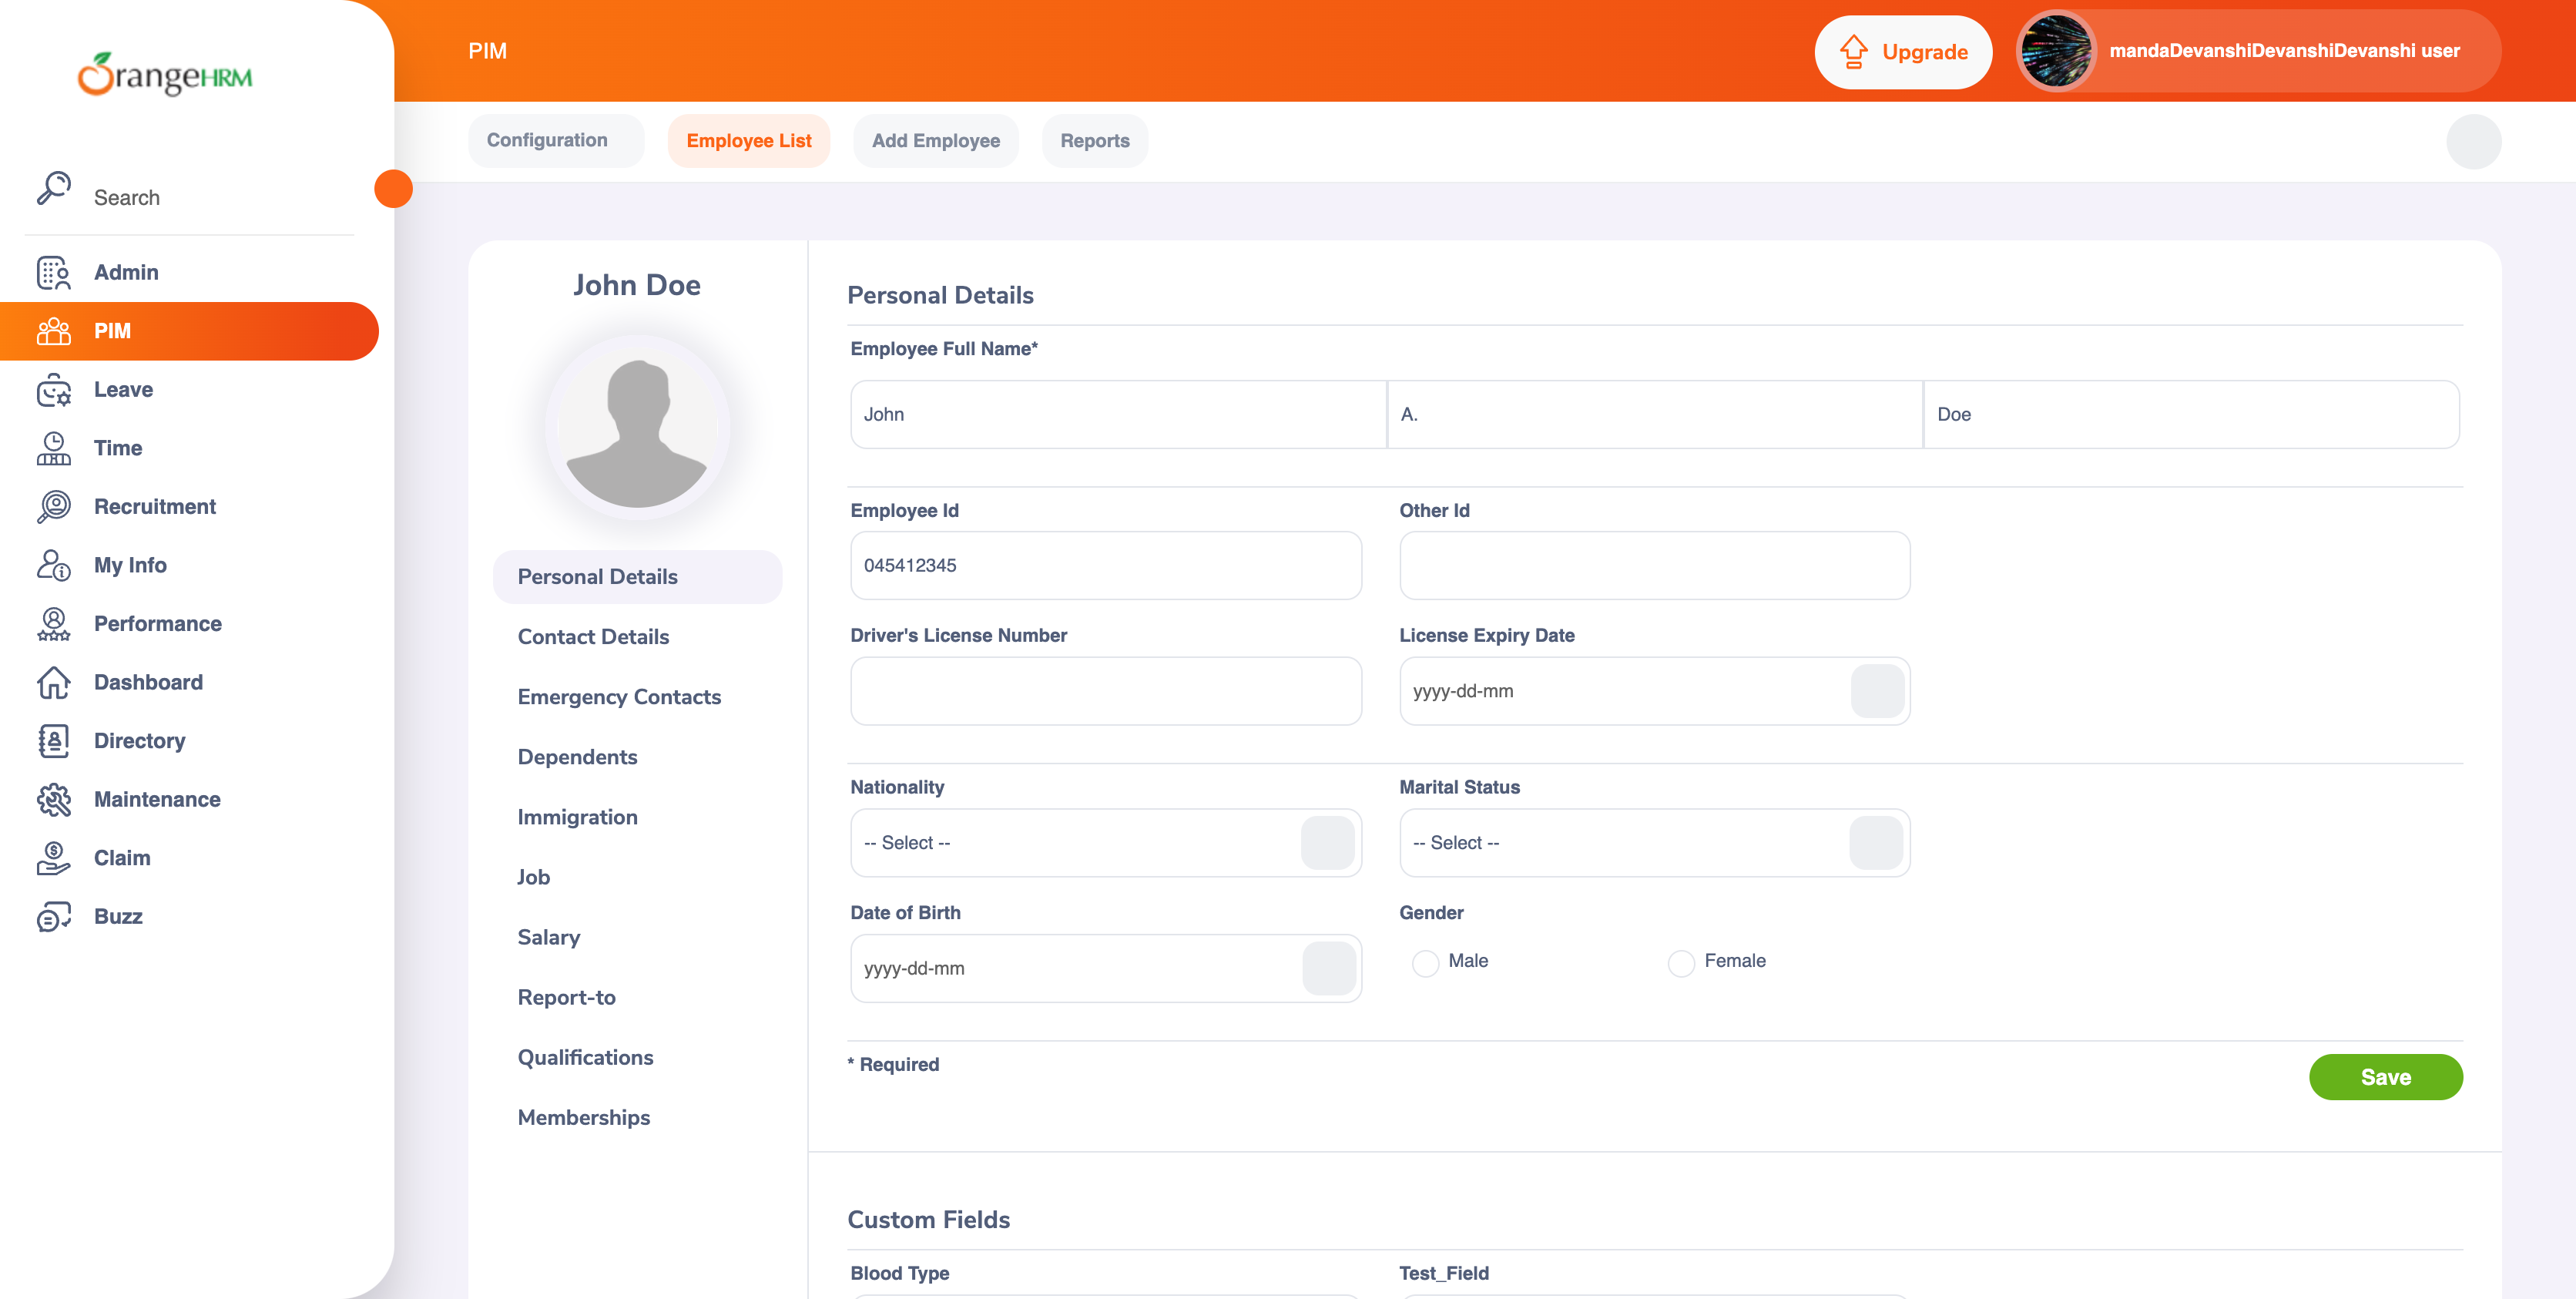 OrangeHRM
PIM
Upgrade
mandaDevanshiDevanshiDevanshi user
Search
Admin
PIM
Leave
Time
Recruitment
My Info
Performance
Dashboard
Directory
Maintenance
Claim
Buzz
Configuration
Employee List
Add Employee
Reports
John Doe
Personal Details
Contact Details
Emergency Contacts
Dependents
Immigration
Job
Salary
Report-to
Qualifications
Memberships
Personal Details
Employee Full Name*
John
A.
Doe
Employee Id
Other Id
045412345
Driver's License Number
License Expiry Date
yyyy-dd-mm
Nationality
Marital Status
-- Select --
-- Select --
Date of Birth
Gender
yyyy-dd-mm
Male
Female
* Required
Save
Custom Fields
Blood Type
Test_Field